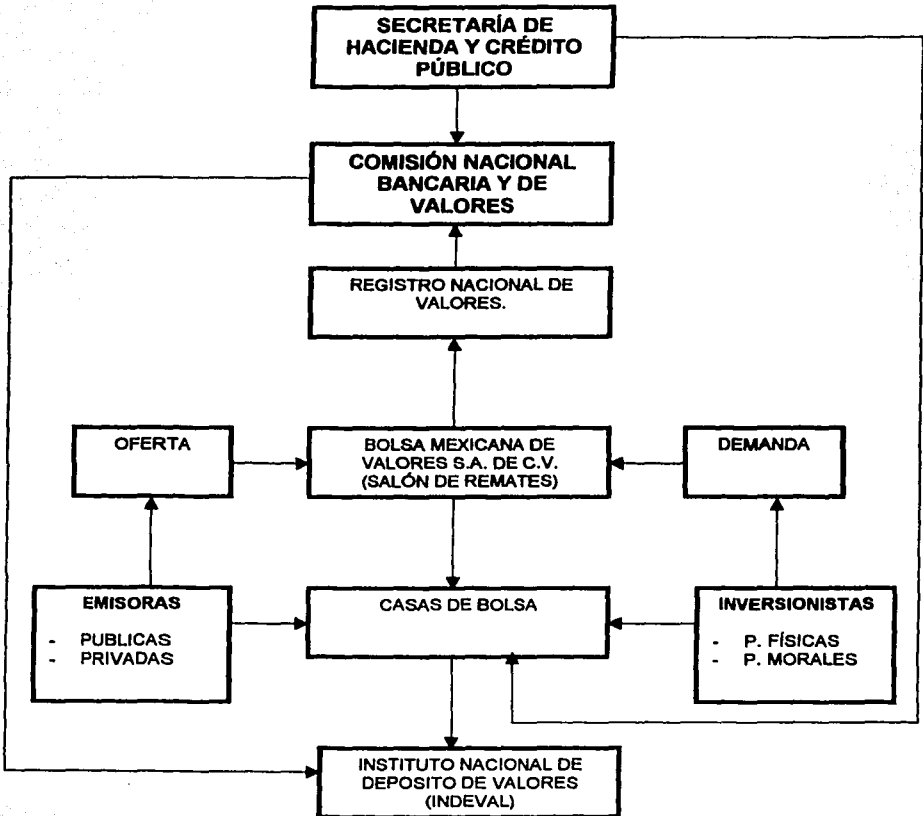 SECRETARÍA DE
HACIENDA Y CRÉDITO
PÚBLICO
COMISIÓN NACIONAL
BANCARIA Y DE
VALORES
REGISTRO NACIONAL DE
VALORES.
OFERTA
BOLSA MEXICANA DE
VALORES S.A. DE C.V.
(SALÓN DE REMATES)
DEMANDA
EMISORAS
- PUBLICAS
- PRIVADAS
CASAS DE BOLSA
INVERSIONISTAS
- P. FÍSICAS
- P. MORALES
INSTITUTO NACIONAL DE
DEPOSITO DE VALORES
(INDEVAL)